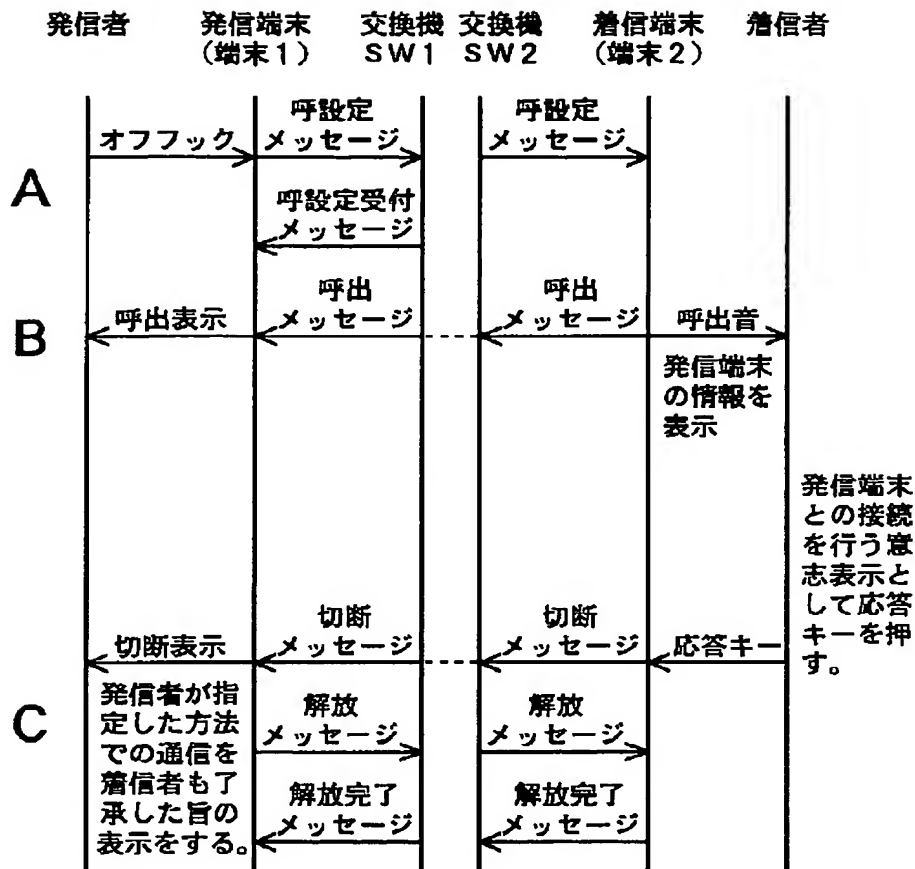 発信者
発信端末
(端末1)
交換機
SW1
交換機
SW2
着信端末
(端末2)
着信者
A
オフフック
呼設定
メッセージ
呼設定
メッセージ
呼設定受付
メッセージ
B
呼出表示
呼出
メッセージ
呼出
メッセージ
呼出音
発信端末
の情報を
表示
発信端末
との接続
を行う意
志表示と
して応答
キーを押
す。
切断表示
切断
メッセージ
切断
メッセージ
応答キー
C
発信者が指
定した方法
での通信を
着信者も了
承した旨の
表示をする。
解放
メッセージ
解放
メッセージ
解放完了
メッセージ
解放完了
メッセージ